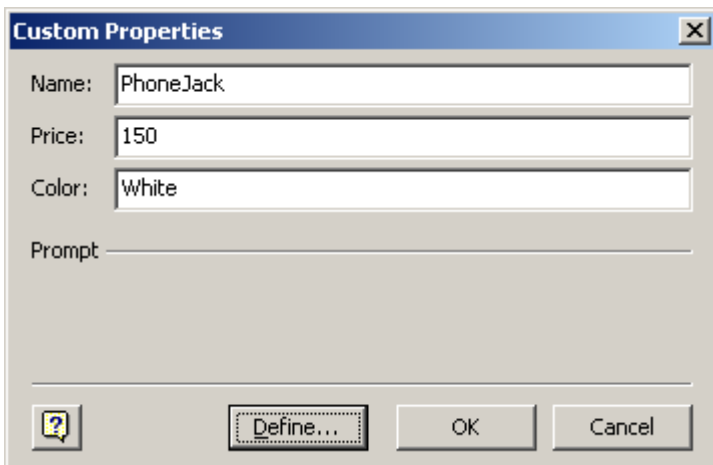 Custom Properties
Name: PhoneJack
Price: 150
Color: White
Prompt
? Define... OK Cancel